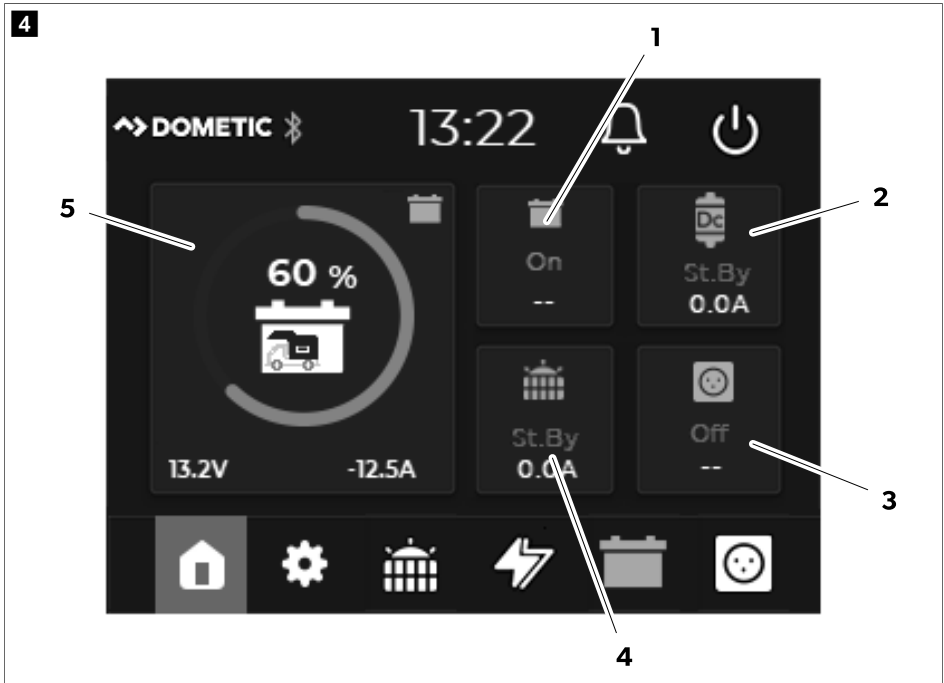 4
1
DOMETIC 13:22
5
2
60 %
On
--
Dc
St.By
0.0A
St.By
0.0A
Off
--
13.2V -12.5A
3
4